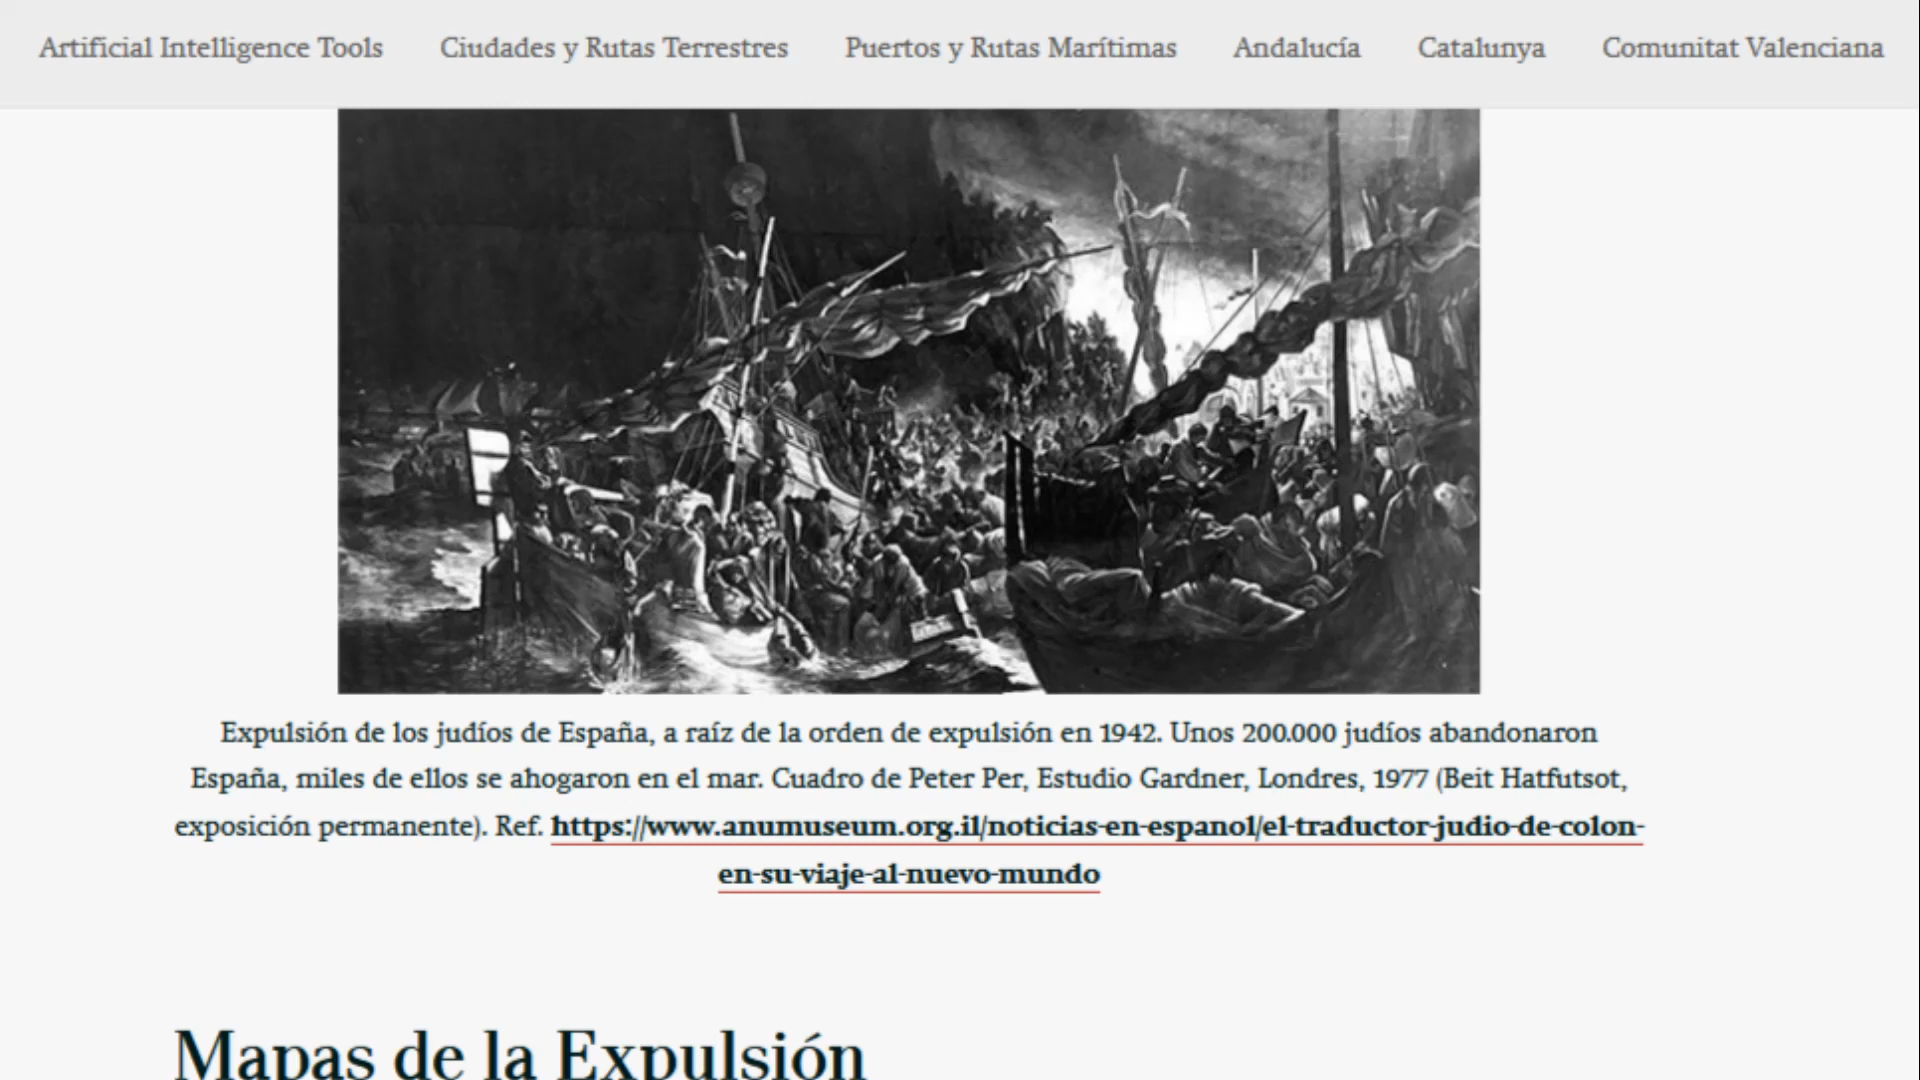 Artificial Intelligence Tools Ciudades y Rutas Terrestres Puertos y Rutas Marítimas Andalucía Catalunya Comunitat Valenciana
Expulsión de los judíos de España, a raíz de la orden de expulsión en 1942. Unos 200.000 judíos abandonaron
España, miles de ellos se ahogaron en el mar. Cuadro de Peter Per, Estudio Gardner, Londres, 1977 (Beit Hatfutsot,
exposición permanente). Ref. https://www.anumuseum.org.il/noticias-en-espanol/el-traductor-judio-de-colon-
en-su-viaje-al-nuevo-mundo
Mapas de la Expulsión